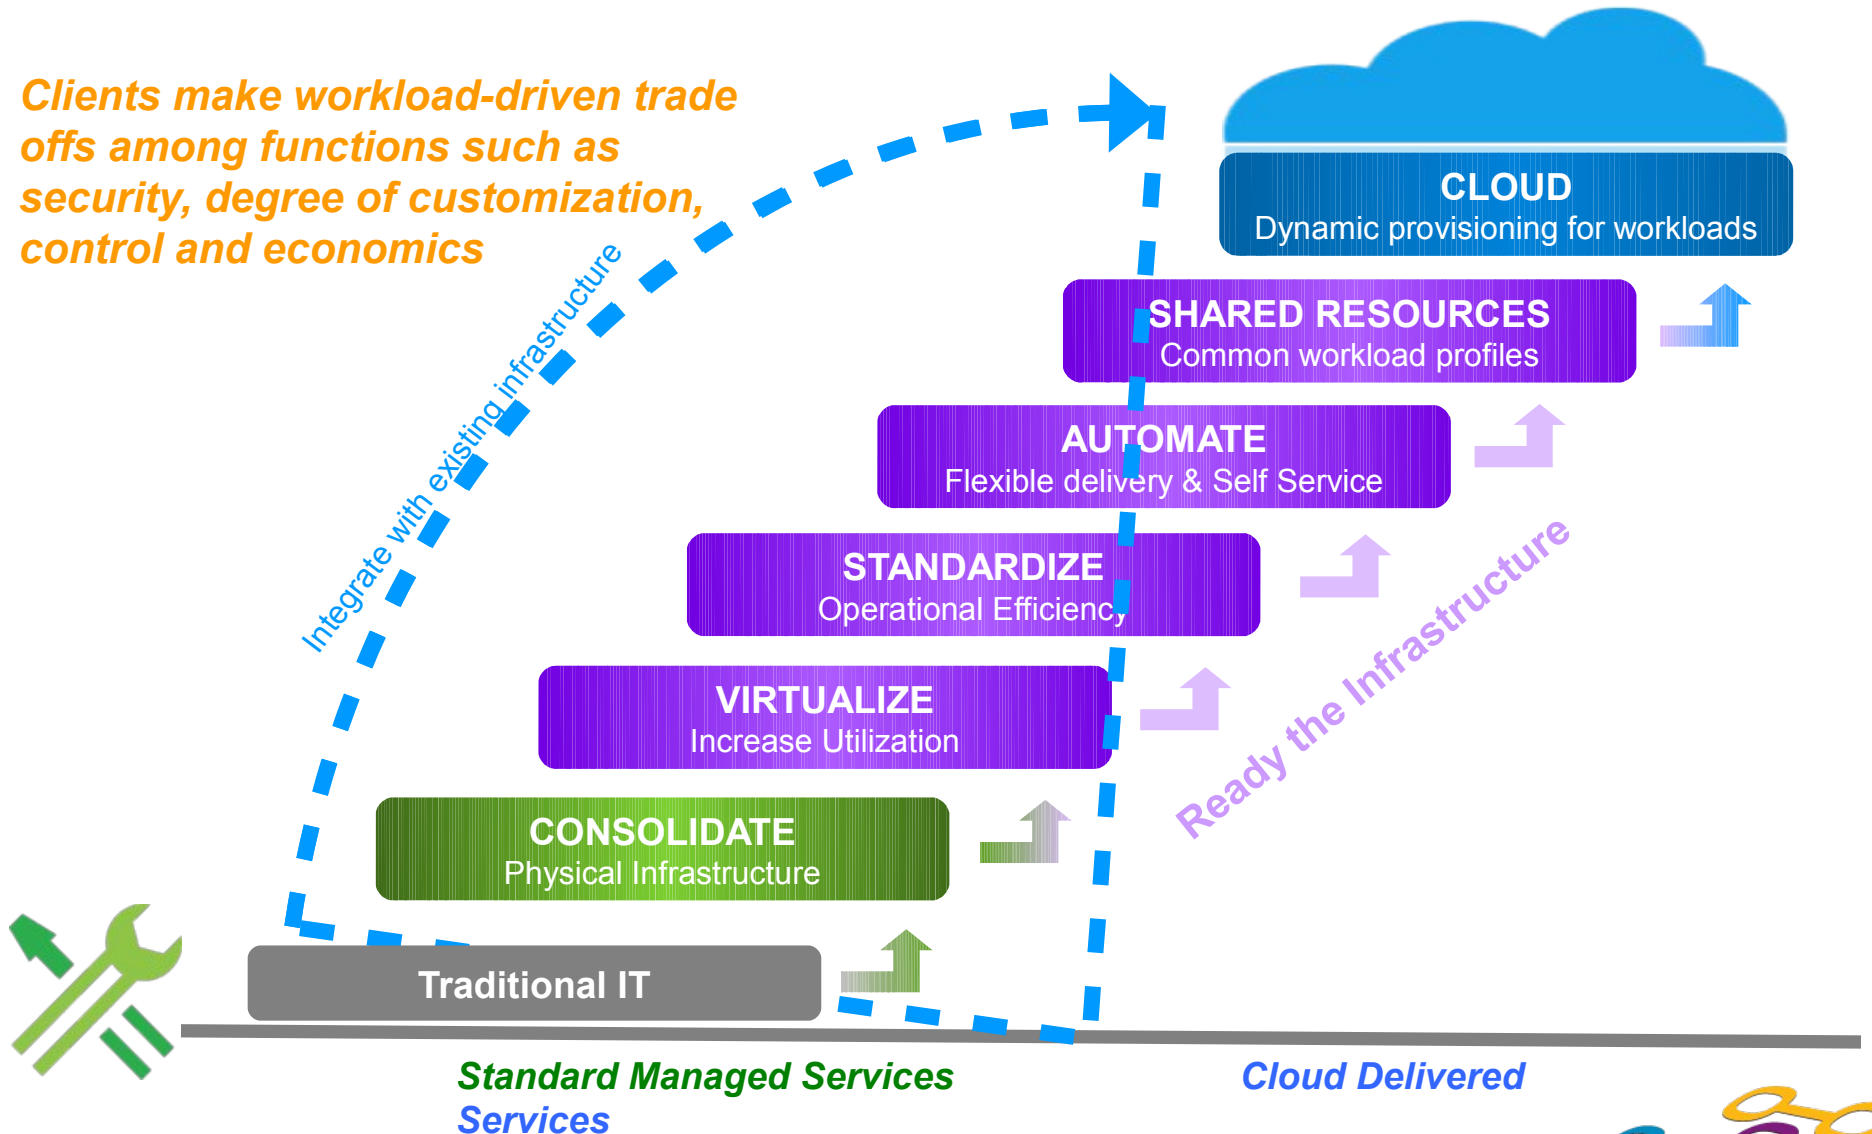 Clients make workload-driven trade
offs among functions such as
security, degree of customization,
control and economics
Integrate with existing infrastructure
CLOUD
Dynamic provisioning for workloads
SHARED RESOURCES
Common workload profiles
AUTOMATE
Flexible delivery & Self Service
STANDARDIZE
Operational Efficiency
VIRTUALIZE
Increase Utilization
CONSOLIDATE
Physical Infrastructure
Traditional IT
Ready the Infrastructure
Standard Managed Services Cloud Delivered
Services